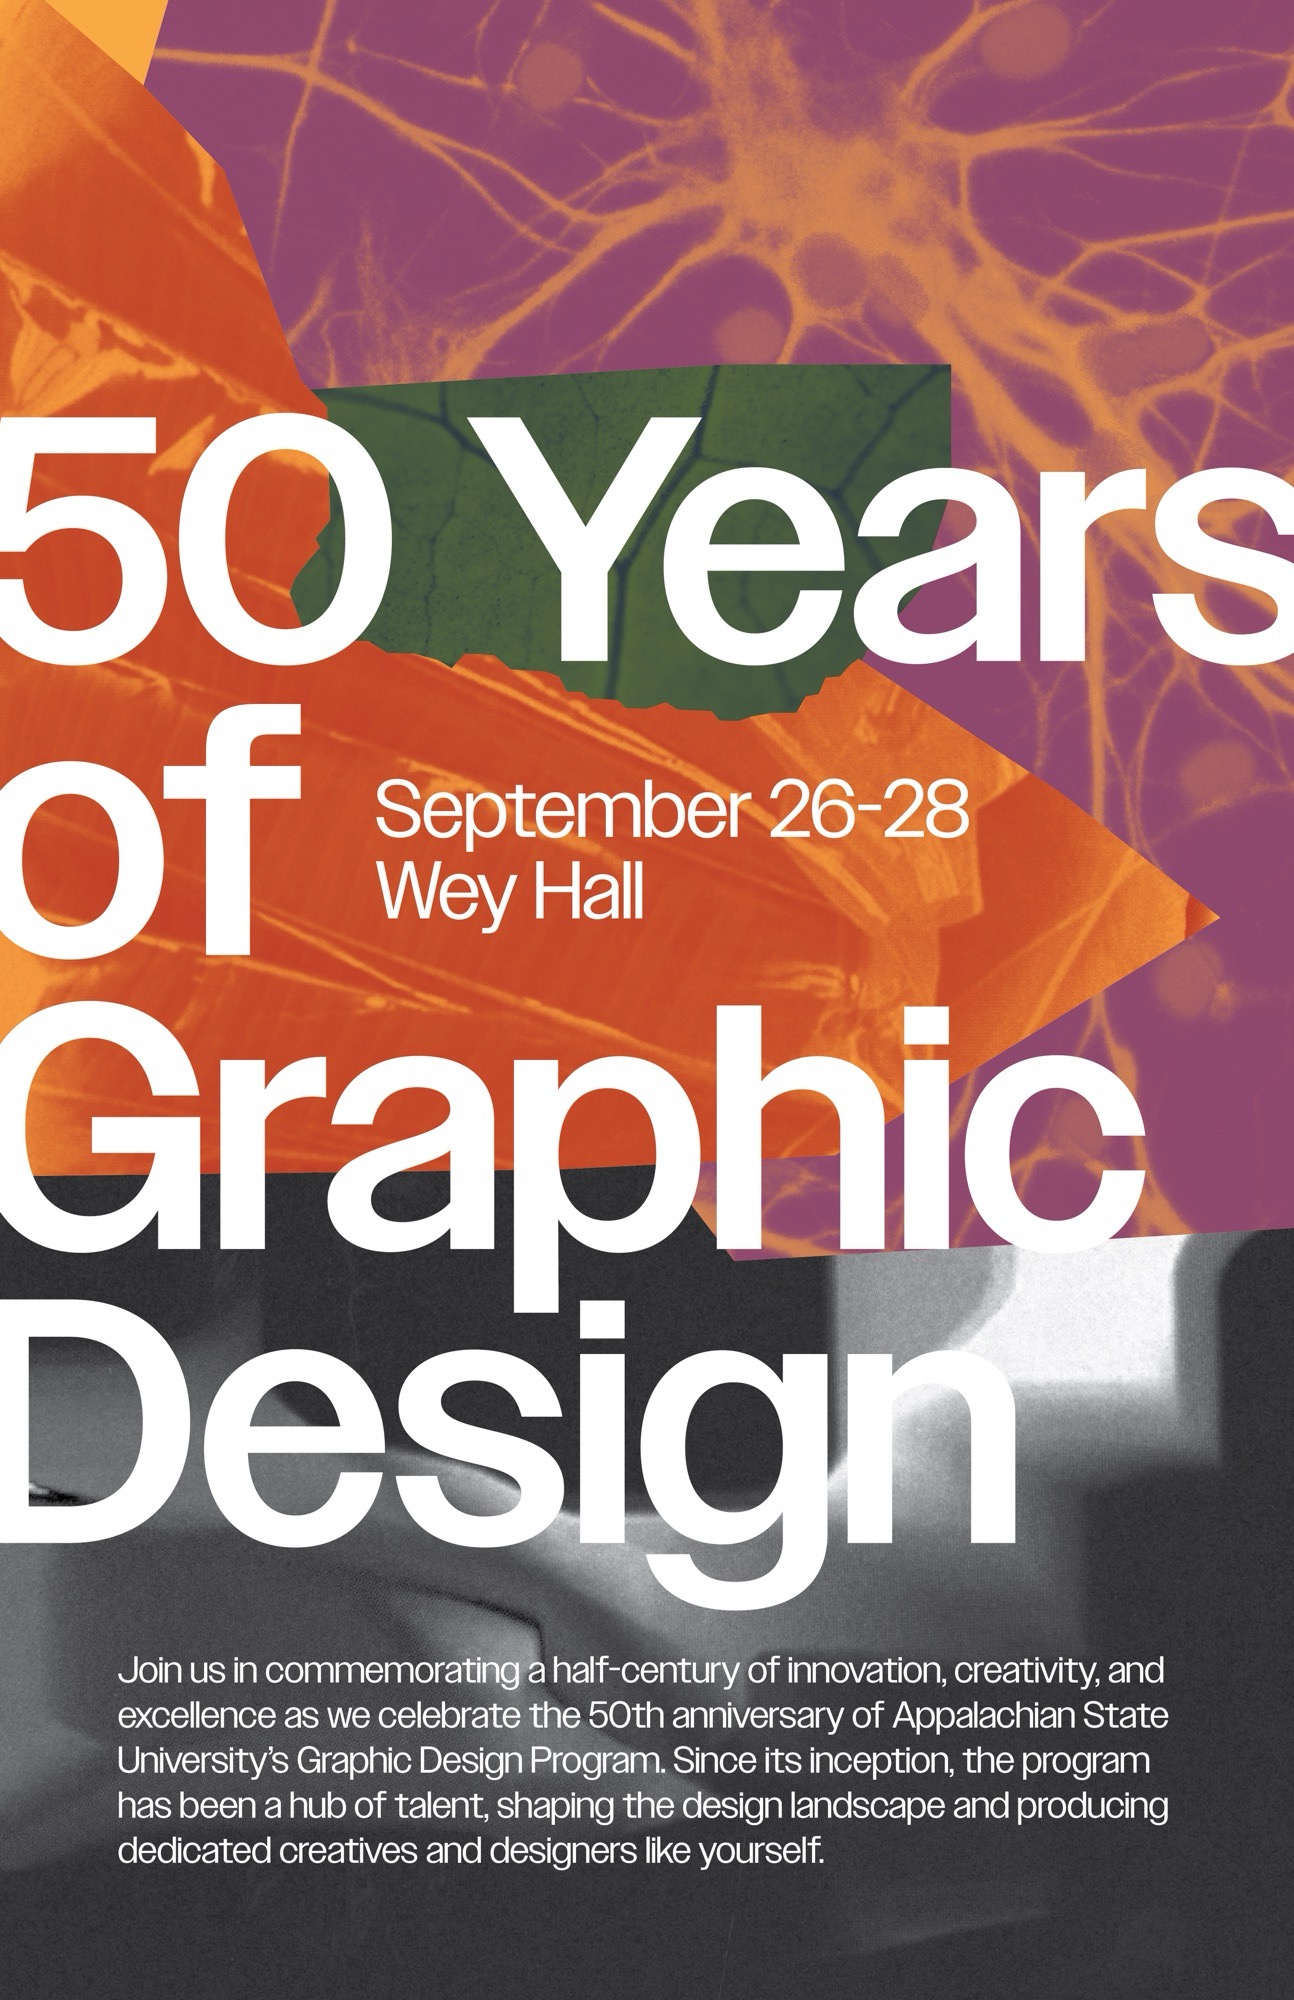 50 Years
of
September 26-28
Wey Hall
Graphic
Design
Join us in commemorating a half-century of innovation, creativity, and
excellence as we celebrate the 50th anniversary of Appalachian State
University’s Graphic Design Program. Since its inception, the program
has been a hub of talent, shaping the design landscape and producing
dedicated creatives and designers like yourself.